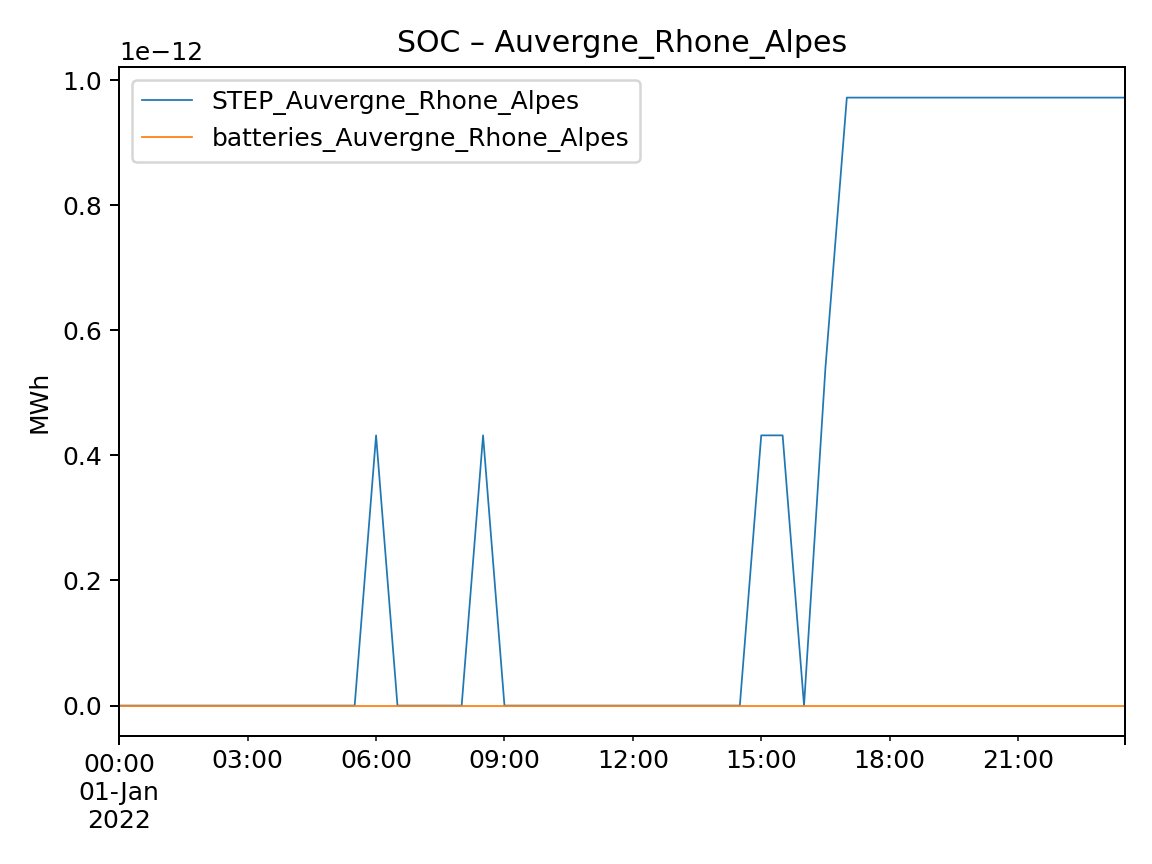 SOC – Auvergne_Rhone_Alpes
1e−12
STEP_Auvergne_Rhone_Alpes
batteries_Auvergne_Rhone_Alpes
1.0
0.8
0.6
0.4
0.2
0.0
MWh
00:00 03:00 06:00 09:00 12:00 15:00 18:00 21:00
01-Jan
2022